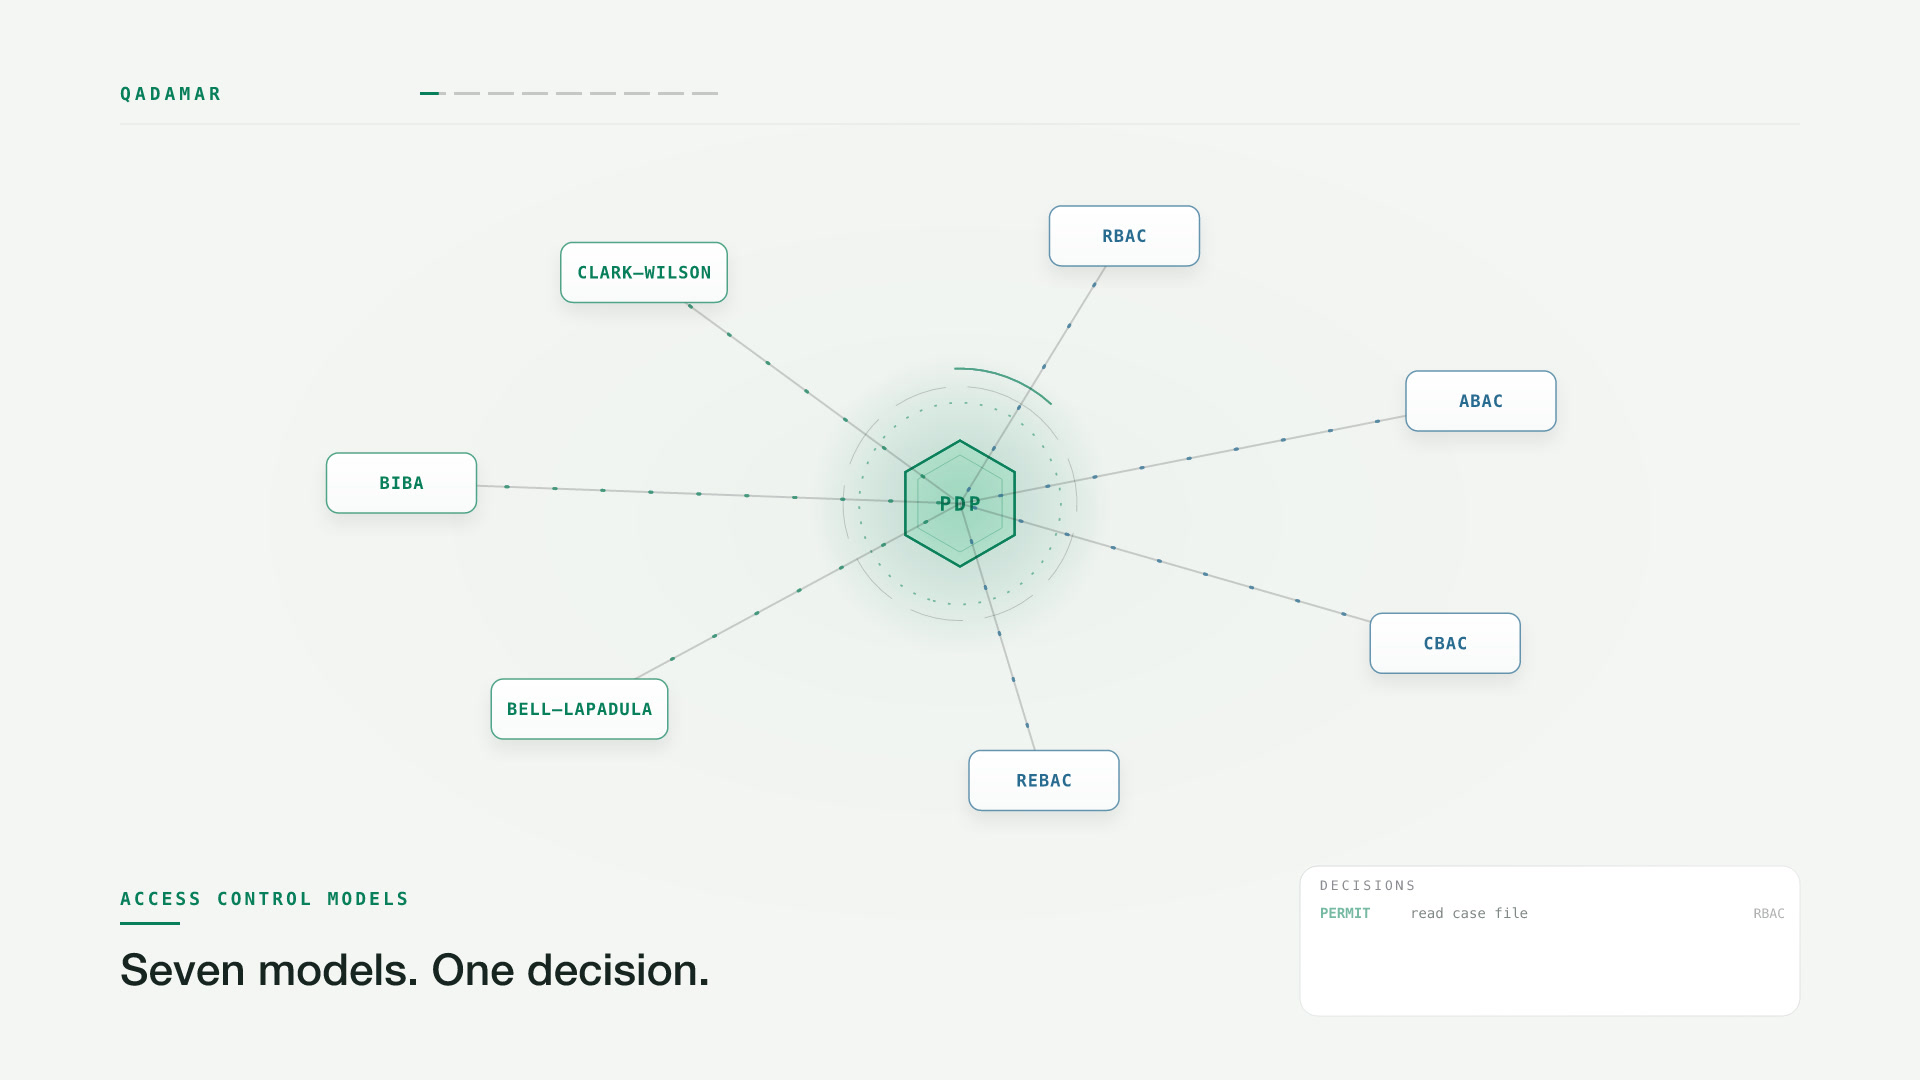 QADAMAR
RBAC
CLARK–WILSON
ABAC
BIBA
PDP
CBAC
BELL–LAPADULA
REBAC
ACCESS CONTROL MODELS
Seven models. One decision.
DECISIONS
PERMIT read case file RBAC